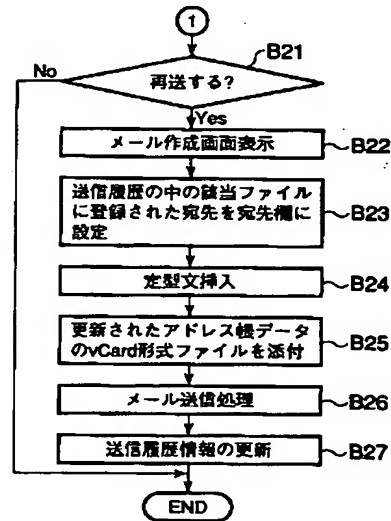 1
B21
No
再送する?
Yes
メール作成画面表示
B22
送信履歴の中の該当ファイル
に登録された宛先を宛先欄に
設定
B23
定型文挿入
B24
更新されたアドレス帳データ
のvCard形式ファイルを添付
B25
メール送信処理
B26
送信履歴情報の更新
B27
END